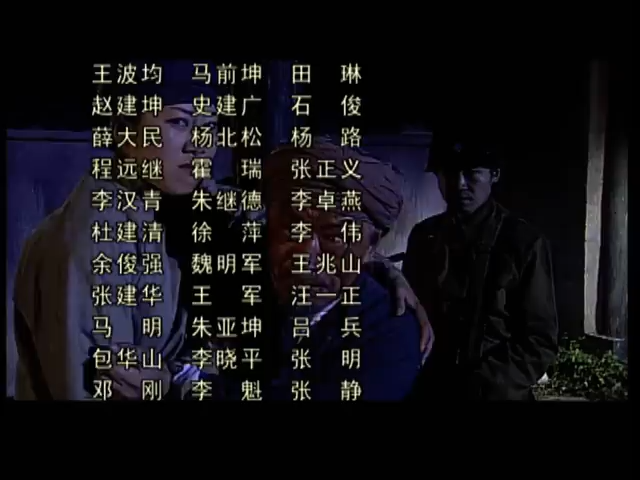 王波均 马前坤 田琳
赵建坤 史建广 石俊
薛大民 杨北松 杨路
程远继 霍瑞 张正义
李汉青 朱继德 李卓燕
杜建清 徐萍 李伟
余俊强 魏明军 王兆山
张建华 王军 汪一正
马明 朱亚坤 吕兵
包华山 李晓平 张明
邓刚 李魁 张静